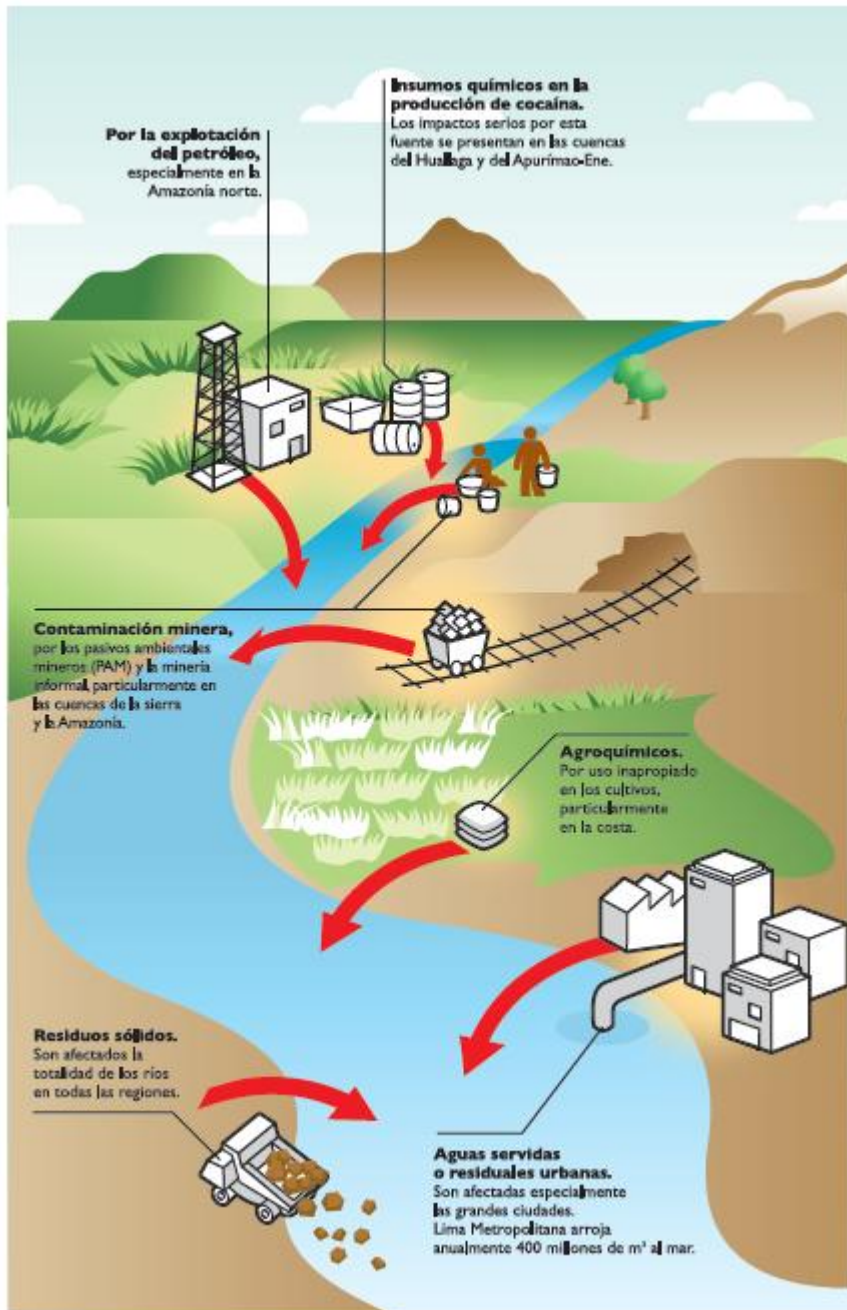 Insumos químicos en la
producción de cocaína.
Los impactos serios por esta
fuente se presentan en las cuencas
del Huallaga y del Apurímac-Ene.
Por la explotación
del petróleo,
especialmente en la
Amazonía norte.
Contaminación minera,
por los pasivos ambientales
mineros (PAM) y la minería
informal, particularmente en
las cuencas de la sierra
y la Amazonía.
Agroquímicos.
Por uso inapropiado
en los cultivos,
particularmente
en la costa.
Residuos sólidos.
Son afectados la
totalidad de los ríos
en todas las regiones.
Aguas servidas
o residuales urbanas.
Son afectadas especialmente
las grandes ciudades.
Lima Metropolitana arroja
anualmente 400 millones de m³ al mar.